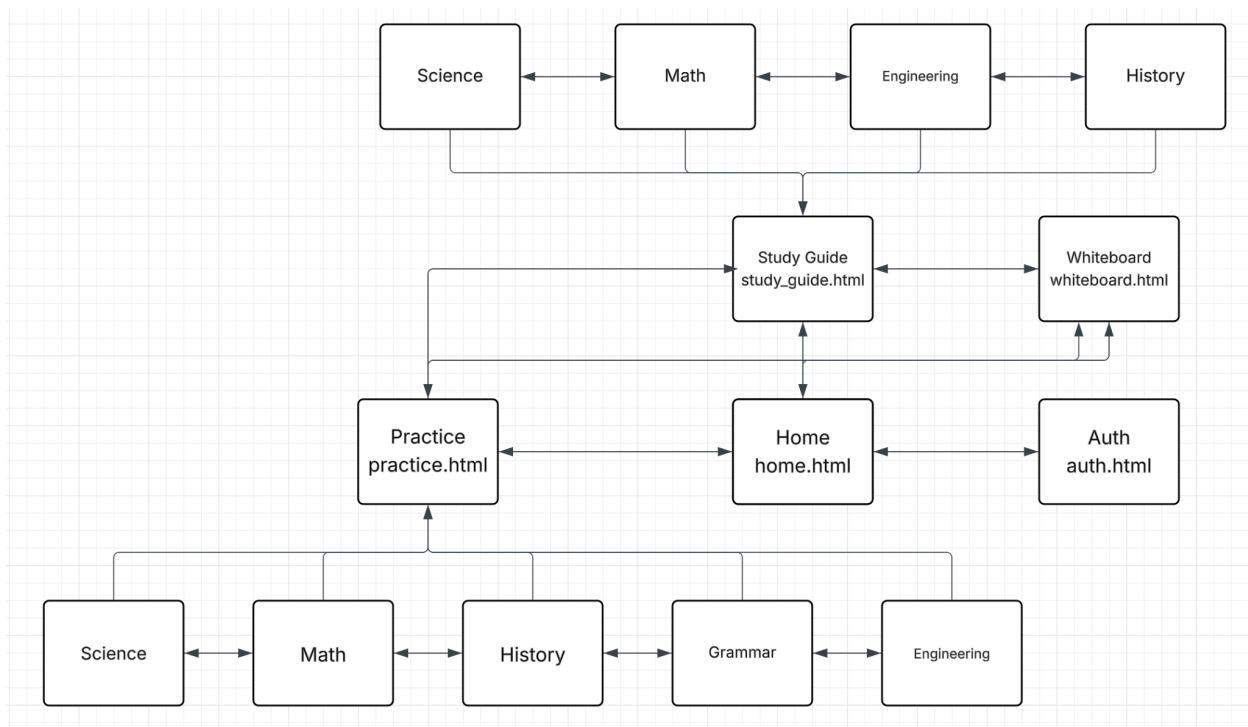 Science
Math
Engineering
History
Study Guide
study_guide.html
Whiteboard
whiteboard.html
Practice
practice.html
Home
home.html
Auth
auth.html
Science
Math
History
Grammar
Engineering